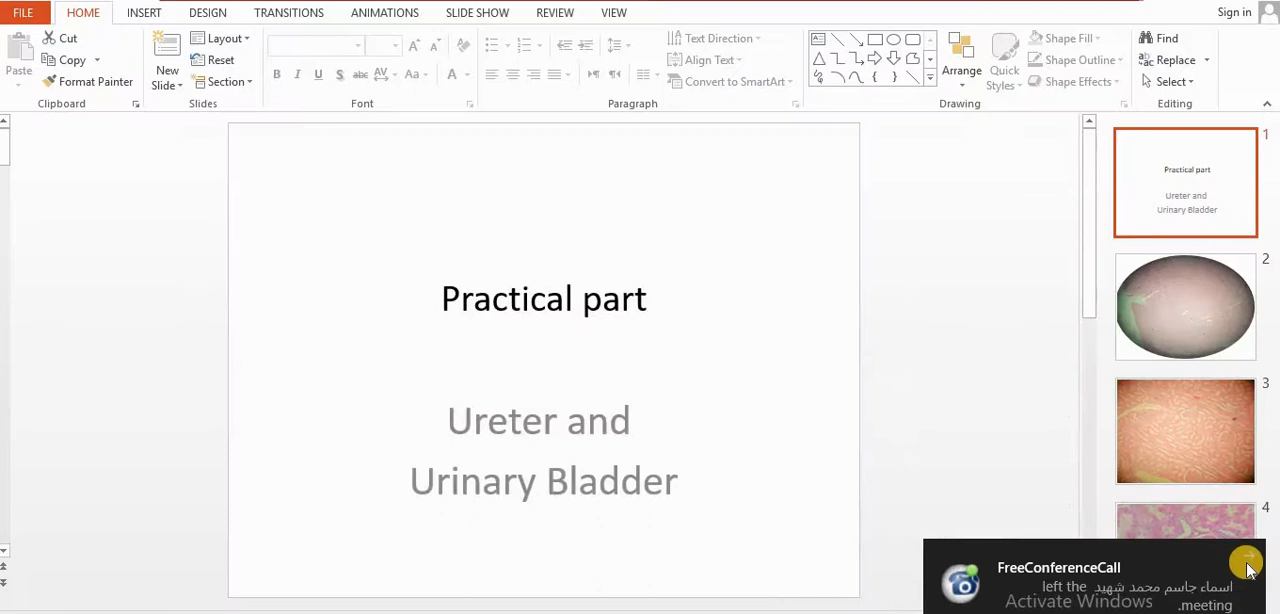 FILE HOME INSERT DESIGN TRANSITIONS ANIMATIONS SLIDE SHOW REVIEW VIEW Sign in
Cut
Copy
Format Painter
Paste
Clipboard
New
Slide
Layout
Reset
Section
Slides
B I U S abc AV Aa A
Font
Text Direction
Align Text
Convert to SmartArt
Paragraph
Arrange
Quick
Styles
Shape Fill
Shape Outline
Shape Effects
Drawing
Find
Replace
Select
Editing
Practical part
Ureter and
Urinary Bladder
1
Practical part
Ureter and
Urinary Bladder
2
3
4
FreeConferenceCall
left the اسماء جاسم محمد شهيد
.meeting
Activate Windows